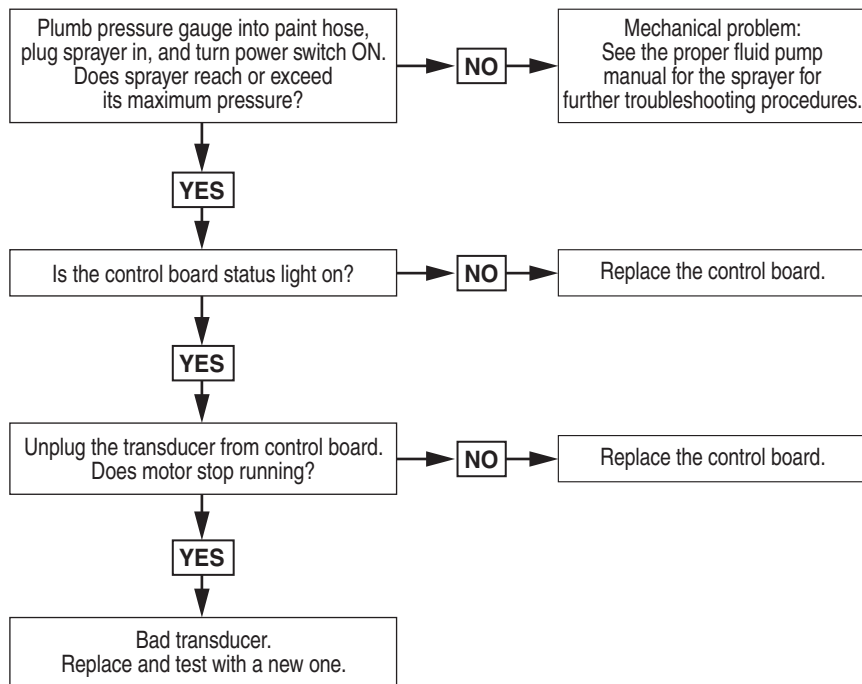 Plumb pressure gauge into paint hose,
plug sprayer in, and turn power switch ON.
Does sprayer reach or exceed
its maximum pressure?
NO
Mechanical problem:
See the proper fluid pump
manual for the sprayer for
further troubleshooting procedures.
YES
Is the control board status light on?
NO
Replace the control board.
YES
Unplug the transducer from control board.
Does motor stop running?
NO
Replace the control board.
YES
Bad transducer.
Replace and test with a new one.